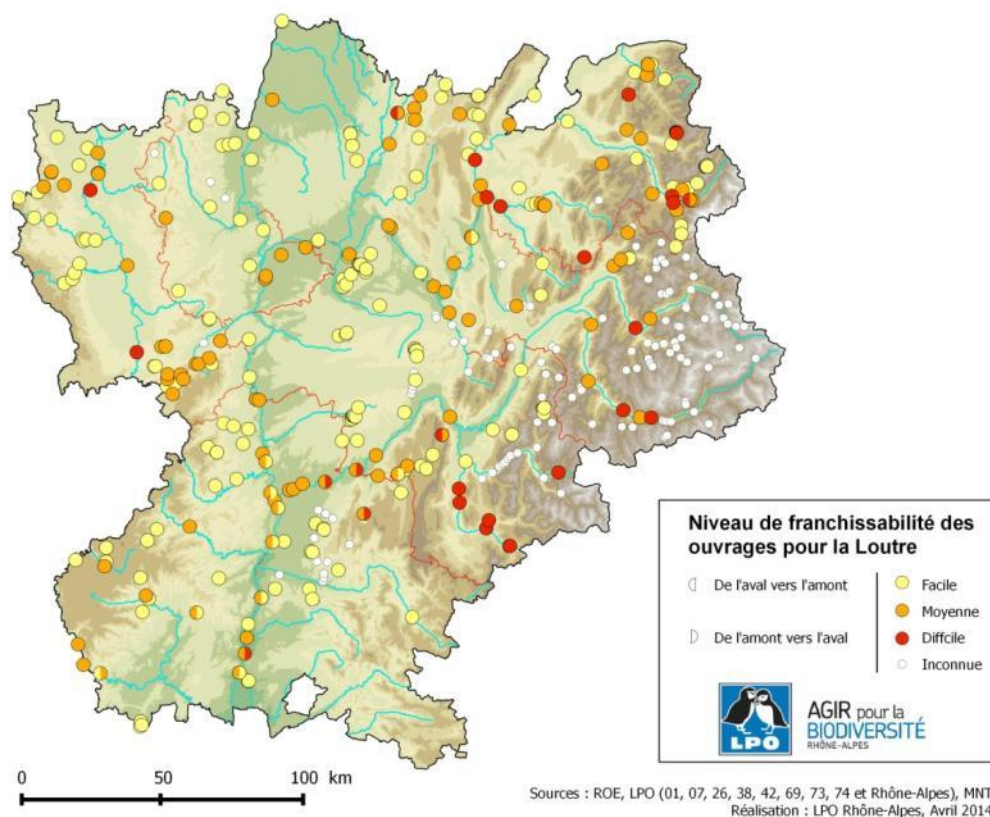 Niveau de franchissabilité des
ouvrages pour la Loutre
De l'aval vers l'amont
De l'amont vers l'aval
Facile
Moyenne
Diffcile
Inconnue
LPO
AGIR pour la
BIODIVERSITÉ
RHÔNE-ALPES
0 50 100 km
Sources : ROE, LPO (01, 07, 26, 38, 42, 69, 73, 74 et Rhône-Alpes), MNT
Réalisation : LPO Rhône-Alpes, Avril 2014